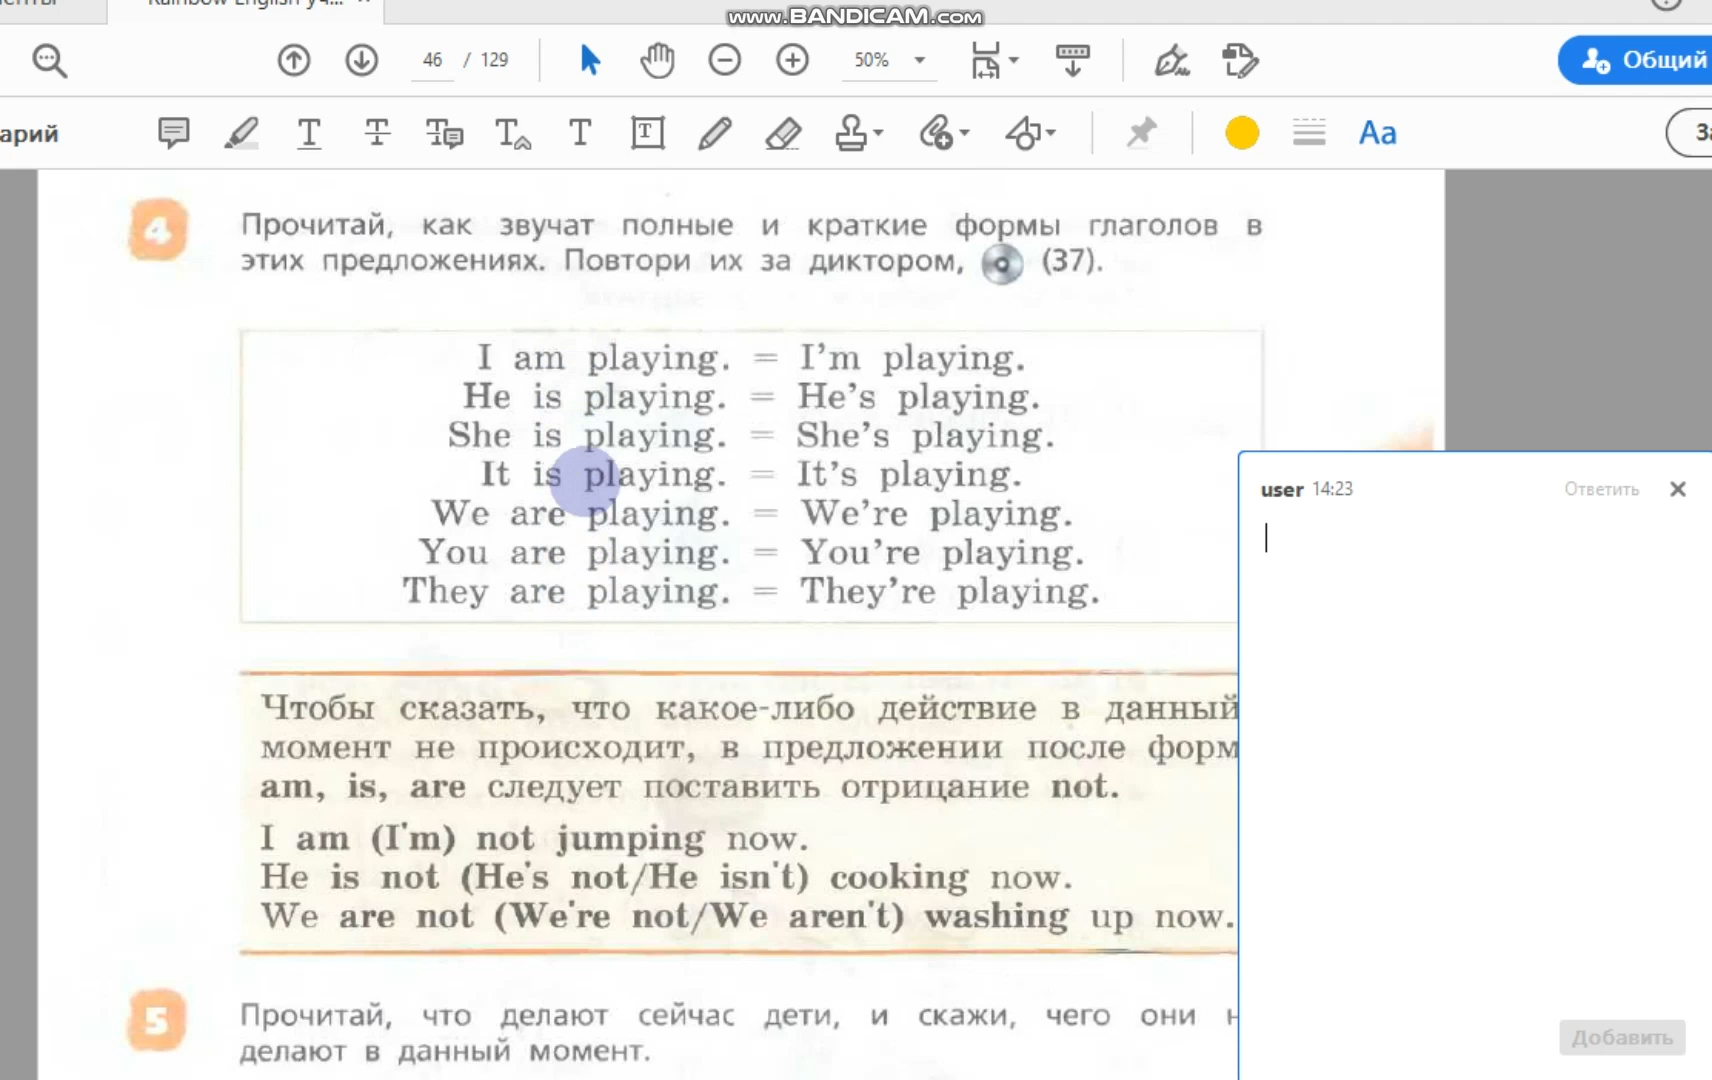 Rainbow English уч...
www.BANDICAM.com
46 / 129
50%
Общий
арий
Aa
4
Прочитай, как звучат полные и краткие формы глаголов в
этих предложениях. Повтори их за диктором, (37).
I am playing. = I’m playing.
He is playing. = He’s playing.
She is playing. = She’s playing.
It is playing. = It’s playing.
We are playing. = We’re playing.
You are playing. = You’re playing.
They are playing. = They’re playing.
user 14:23 Ответить
Чтобы сказать, что какое-либо действие в данный
момент не происходит, в предложении после форм
am, is, are следует поставить отрицание not.
I am (I'm) not jumping now.
He is not (He's not/He isn't) cooking now.
We are not (We're not/We aren't) washing up now.
5
Прочитай, что делают сейчас дети, и скажи, чего они н
делают в данный момент.
Добавить